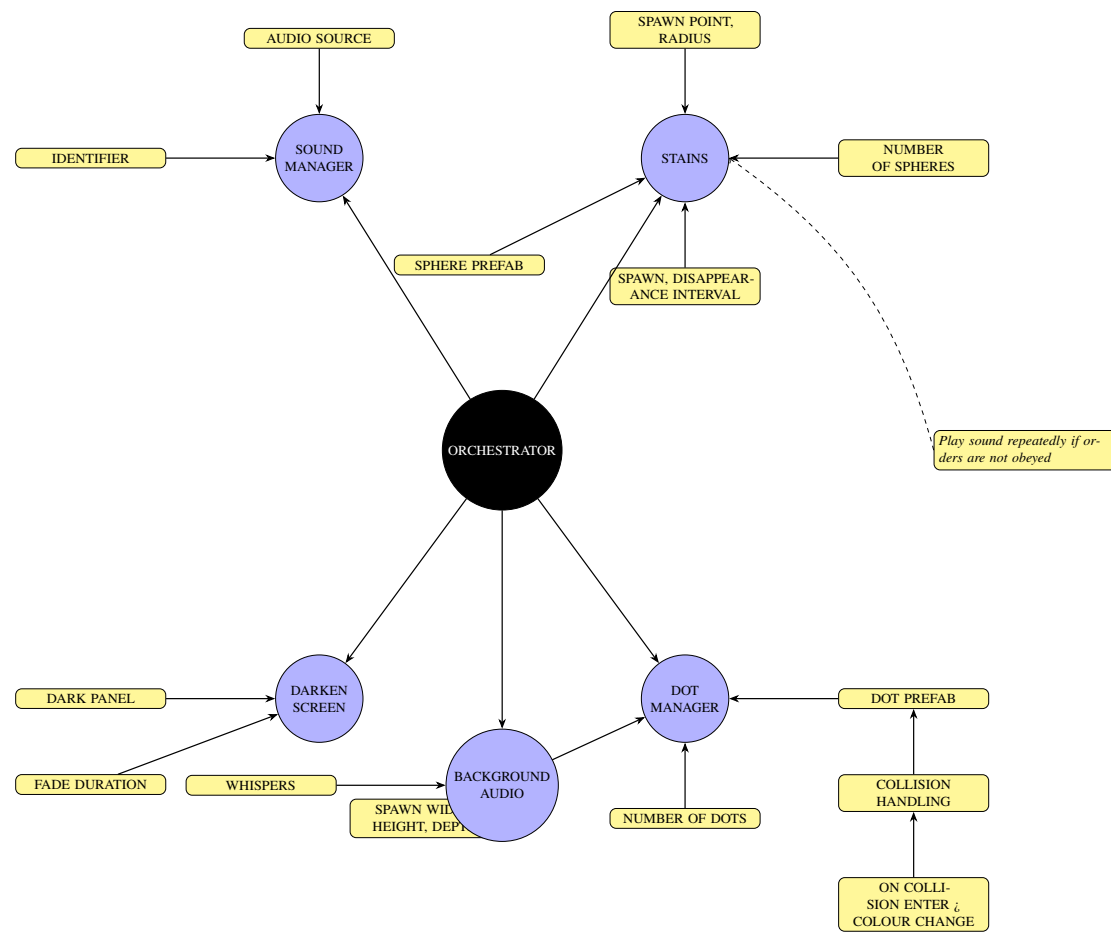 SPAWN POINT,
RADIUS
AUDIO SOURCE
SOUND
MANAGER
IDENTIFIER
STAINS
NUMBER
OF SPHERES
SPHERE PREFAB
SPAWN, DISAPPEAR-
ANCE INTERVAL
ORCHESTRATOR
Play sound repeatedly if or-
ders are not obeyed
DARK PANEL
DARKEN
SCREEN
DOT
MANAGER
DOT PREFAB
FADE DURATION
WHISPERS
BACKGROUND
AUDIO
SPAWN WID
HEIGHT, DEPT
NUMBER OF DOTS
COLLISION
HANDLING
ON COLLI-
SION ENTER ¿
COLOUR CHANGE